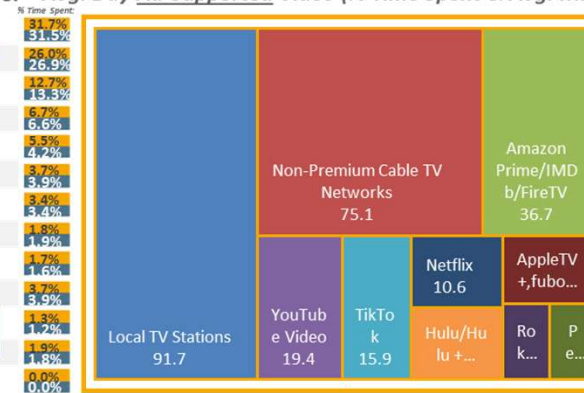 % Time Spent:
31.7%
31.5%
26.0%
26.9%
12.7%
13.3%
6.7%
6.6%
5.5%
4.2%
3.7%
3.9%
3.4%
3.4%
1.8%
1.9%
1.7%
1.6%
3.7%
3.9%
1.3%
1.2%
1.9%
1.8%
0.0%
0.0%
Local TV Stations
91.7
Non-Premium Cable TV
Networks
75.1
Amazon
Prime/IMD
b/FireTV
36.7
YouTub
e Video
19.4
TikTo
k
15.9
Netflix
10.6
AppleTV
+,fubo...
Hulu/Hu
lu +...
Ro
k...
P
e...